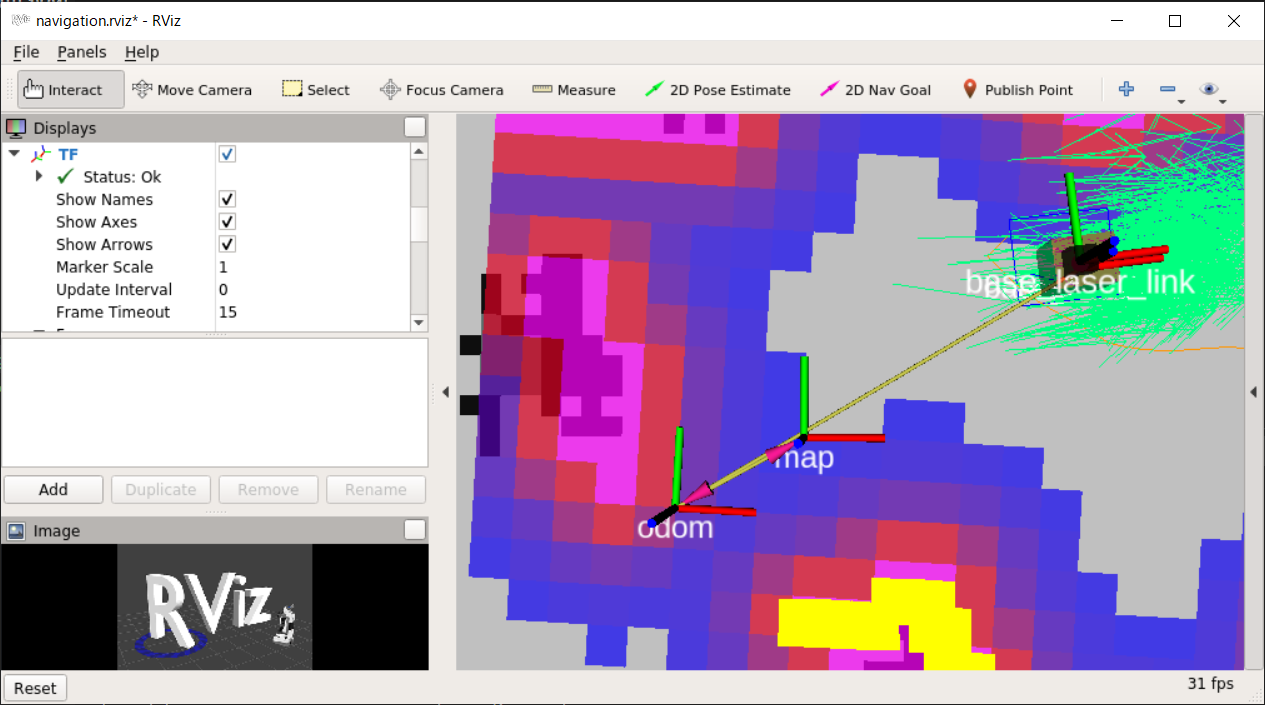 navigation.rviz* - RViz
File Panels Help
Interact Move Camera Select Focus Camera Measure 2D Pose Estimate 2D Nav Goal Publish Point
Displays
TF
Status: Ok
Show Names
Show Axes
Show Arrows
Marker Scale 1
Update Interval 0
Frame Timeout 15
Add Duplicate Remove Rename
Image
RViz
base_laser_link
map
odom
Reset
31 fps